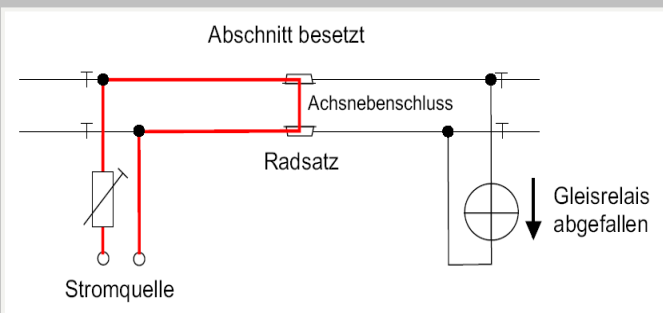 Abschnitt besetzt
Achsnebenschluss
Radsatz
Gleisrelais
abgefallen
Stromquelle